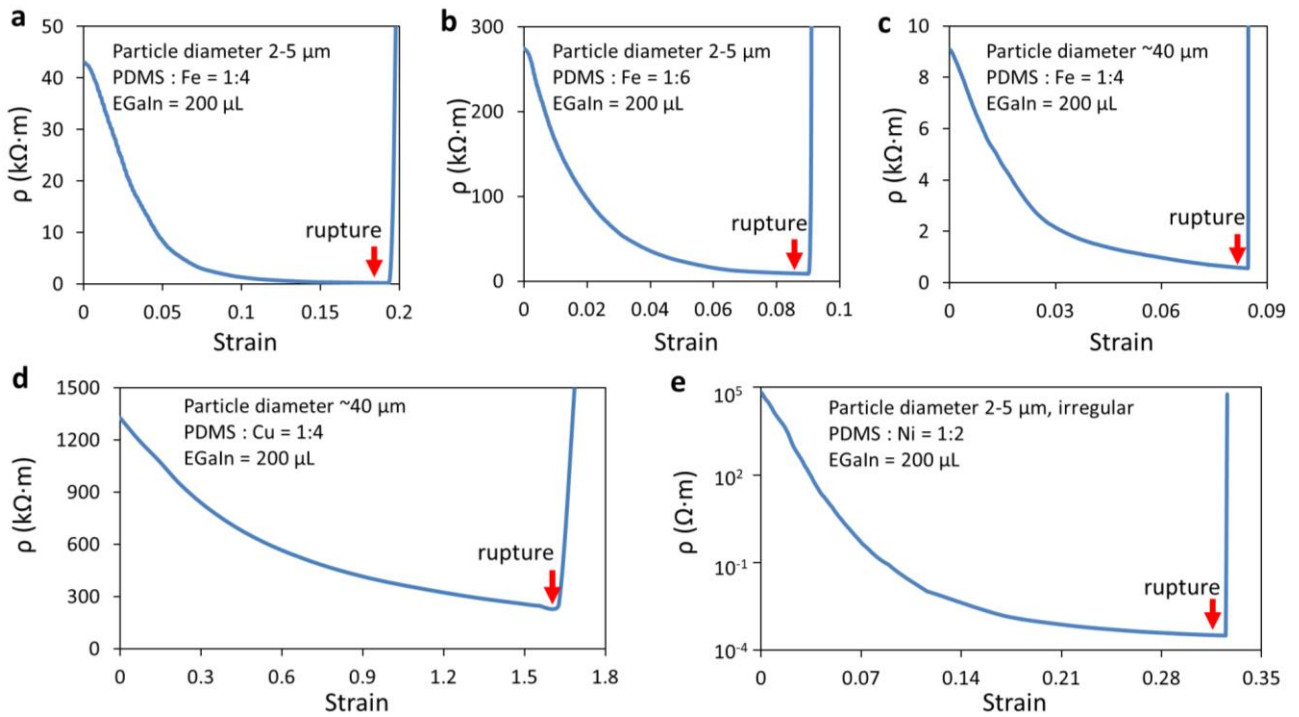 a
50
40
30
20
10
0
ρ (kΩ·m)
Particle diameter 2-5 μm
PDMS : Fe = 1:4
EGaIn = 200 μL
rupture
0 0.05 0.1 0.15 0.2
Strain
b
300
200
100
0
ρ (kΩ·m)
Particle diameter 2-5 μm
PDMS : Fe = 1:6
EGaIn = 200 μL
rupture
0 0.02 0.04 0.06 0.08 0.1
Strain
c
10
8
6
4
2
0
ρ (kΩ·m)
Particle diameter ~40 μm
PDMS : Fe = 1:4
EGaIn = 200 μL
rupture
0 0.03 0.06 0.09
Strain
d
1500
1200
900
600
300
0
ρ (kΩ·m)
Particle diameter ~40 μm
PDMS : Cu = 1:4
EGaIn = 200 μL
rupture
0 0.3 0.6 0.9 1.2 1.5 1.8
Strain
e
10⁵
10²
10⁻¹
10⁻⁴
ρ (Ω·m)
Particle diameter 2-5 μm, irregular
PDMS : Ni = 1:2
EGaIn = 200 μL
rupture
0 0.07 0.14 0.21 0.28 0.35
Strain